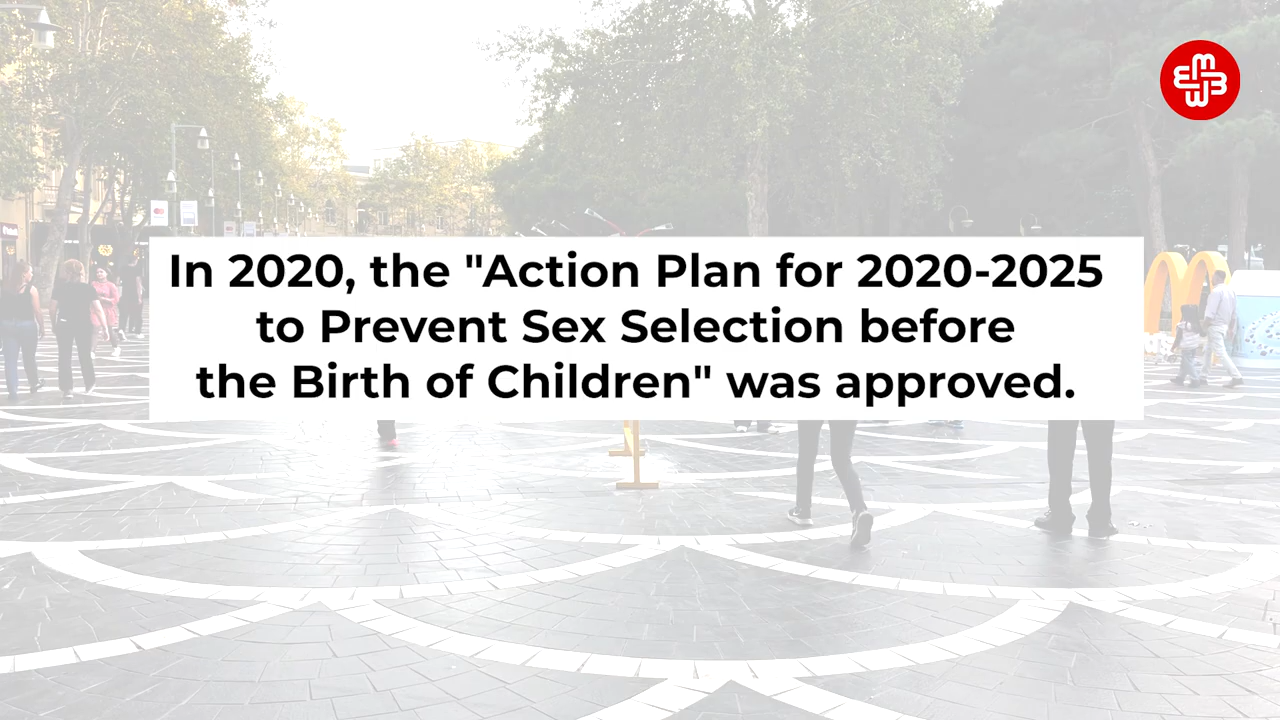 In 2020, the "Action Plan for 2020-2025
to Prevent Sex Selection before
the Birth of Children" was approved.